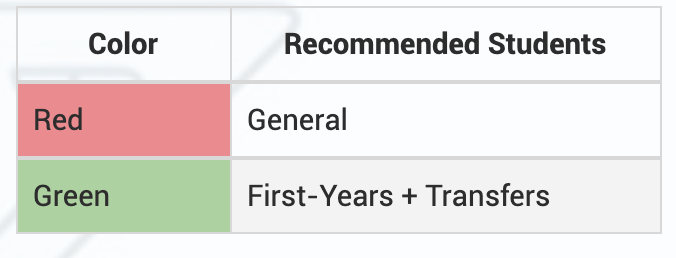 Color Recommended Students
Red General
Green First-Years + Transfers